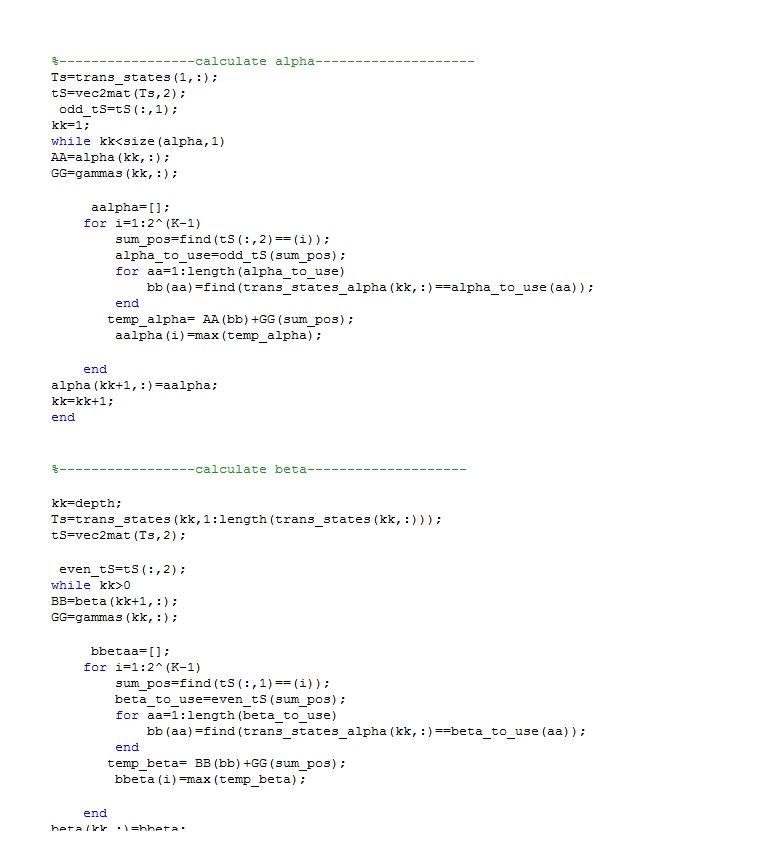 %-----------------calculate alpha--------------------
Ts=trans_states(1,:);
tS=vec2mat(Ts,2);
odd_tS=tS(:,1);
kk=1;
while kk<size(alpha,1)
AA=alpha(kk,:);
GG=gammas(kk,:);
aalpha=[];
for i=1:2^(K-1)
sum_pos=find(tS(:,2)==(i));
alpha_to_use=odd_tS(sum_pos);
for aa=1:length(alpha_to_use)
bb(aa)=find(trans_states_alpha(kk,:)==alpha_to_use(aa));
end
temp_alpha= AA(bb)+GG(sum_pos);
aalpha(i)=max(temp_alpha);
end
alpha(kk+1,:)=aalpha;
kk=kk+1;
end
%-----------------calculate beta--------------------
kk=depth;
Ts=trans_states(kk,1:length(trans_states(kk,:)));
tS=vec2mat(Ts,2);
even_tS=tS(:,2);
while kk>0
BB=beta(kk+1,:);
GG=gammas(kk,:);
bbetaa=[];
for i=1:2^(K-1)
sum_pos=find(tS(:,1)==(i));
beta_to_use=even_tS(sum_pos);
for aa=1:length(beta_to_use)
bb(aa)=find(trans_states_alpha(kk,:)==beta_to_use(aa));
end
temp_beta= BB(bb)+GG(sum_pos);
bbeta(i)=max(temp_beta);
end
beta(kk,:)=bbeta;